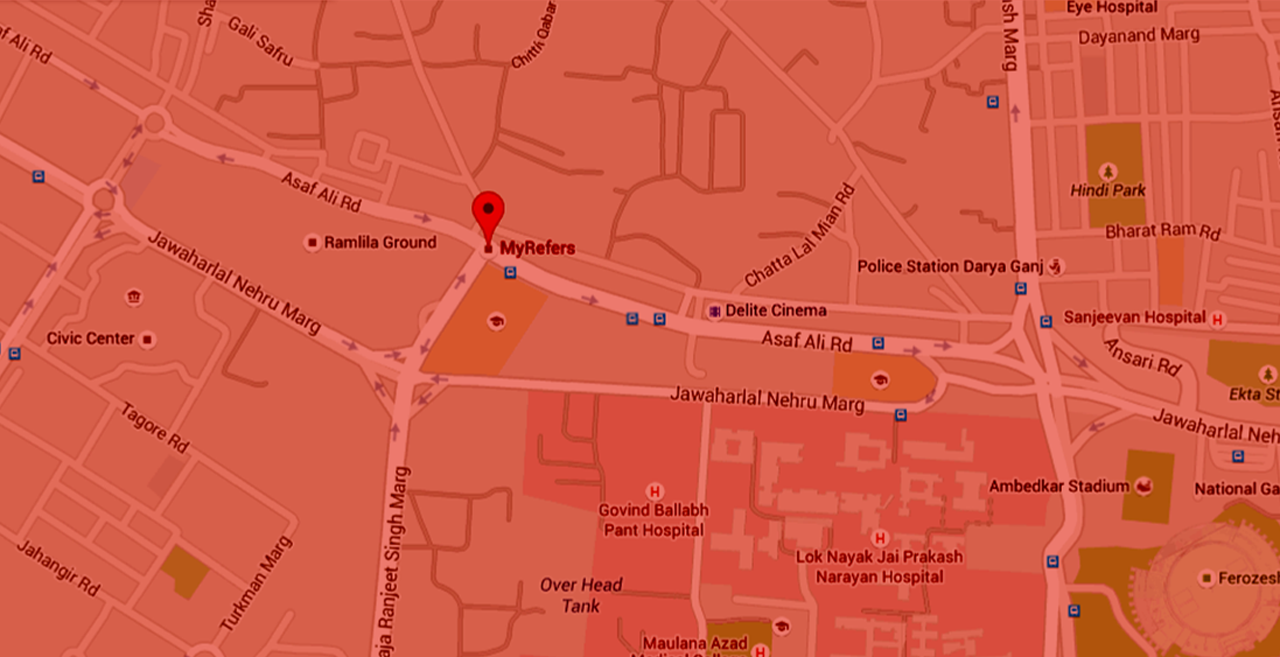 Sha
Gali Safru
Chitli Qabar
sh Marg
Eye Hospital
Dayanand Marg
af Ali Rd
Hindi Park
Asaf Ali Rd
Chatta Lal Mian Rd
Bharat Ram Rd
Ramlila Ground
MyRefers
Jawaharlal Nehru Marg
Police Station Darya Ganj
Delite Cinema
Sanjeevan Hospital
H
Civic Center
Asaf Ali Rd
Ansari Rd
Jawaharlal Nehru Marg
Ekta St
Tagore Rd
Jawaharlal Neh
H
Govind Ballabh
Pant Hospital
Ambedkar Stadium
National Ga
aja Ranjeet Singh Marg
H
Lok Nayak Jai Prakash
Narayan Hospital
Jahangir Rd
Turkman Marg
Over Head
Tank
Ferozesh
Maulana Azad
H